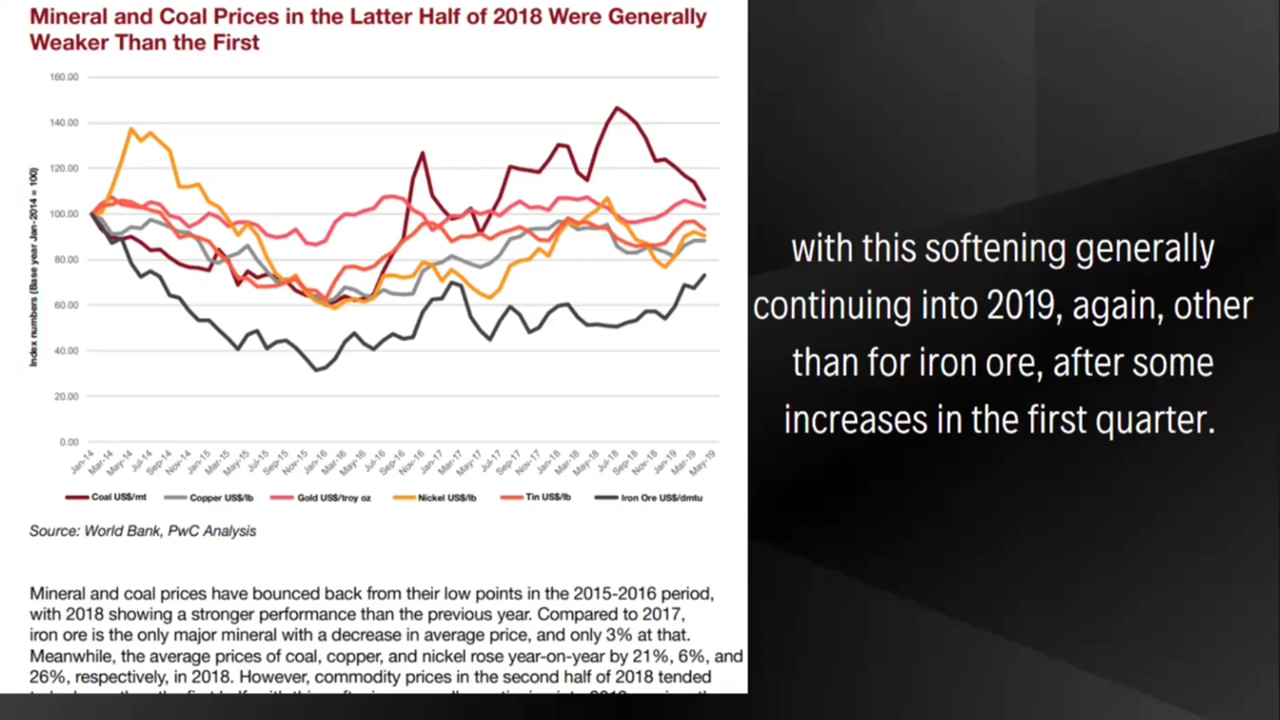 Mineral and Coal Prices in the Latter Half of 2018 Were Generally
Weaker Than the First
160.00
140.00
120.00
100.00
80.00
60.00
40.00
20.00
0.00
Index numbers (Base year Jan-2014 = 100)
Jan-14
Mar-14
May-14
Jul-14
Sep-14
Nov-14
Jan-15
Mar-15
May-15
Jul-15
Sep-15
Nov-15
Jan-16
Mar-16
May-16
Jul-16
Sep-16
Nov-16
Jan-17
Mar-17
May-17
Jul-17
Sep-17
Nov-17
Jan-18
Mar-18
May-18
Jul-18
Sep-18
Nov-18
Jan-19
Mar-19
May-19
Coal US$/mt
Copper US$/lb
Gold US$/troy oz
Nickel US$/lb
Tin US$/lb
Iron Ore US$/dmtu
Source: World Bank, PwC Analysis
Mineral and coal prices have bounced back from their low points in the 2015-2016 period,
with 2018 showing a stronger performance than the previous year. Compared to 2017,
iron ore is the only major mineral with a decrease in average price, and only 3% at that.
Meanwhile, the average prices of coal, copper, and nickel rose year-on-year by 21%, 6%, and
26%, respectively, in 2018. However, commodity prices in the second half of 2018 tended
with this softening generally
continuing into 2019, again, other
than for iron ore, after some
increases in the first quarter.